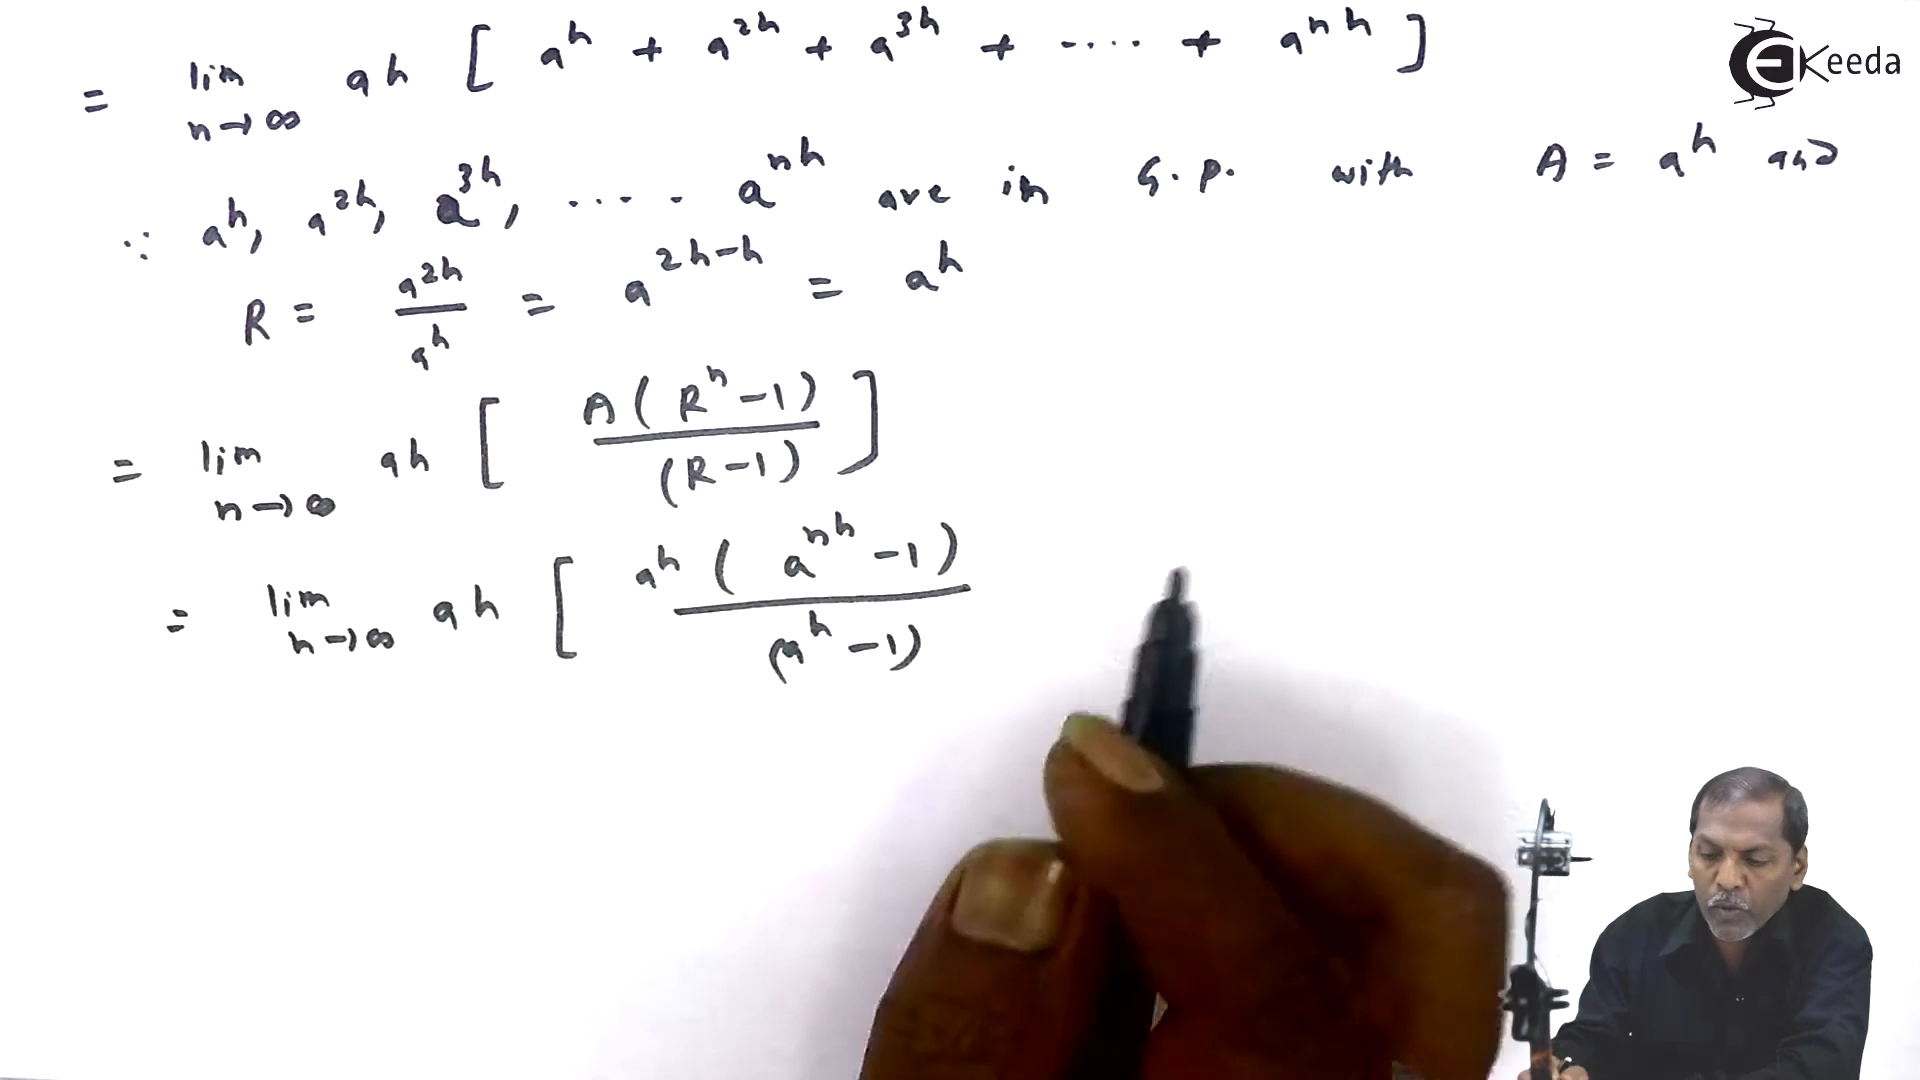 = lim n→∞ ah [ a^h + a^2h + a^3h + .... + a^nh ]
EKeeda
∵ a^h, a^2h, a^3h, ..... a^nh are in G.P. with A = a^h and
R = a^2h / a^h = a^(2h-h) = a^h
= lim n→∞ ah [ A(R^n -1) / (R-1) ]
= lim n→∞ ah [ a^h ( a^nh -1) / (a^h -1)